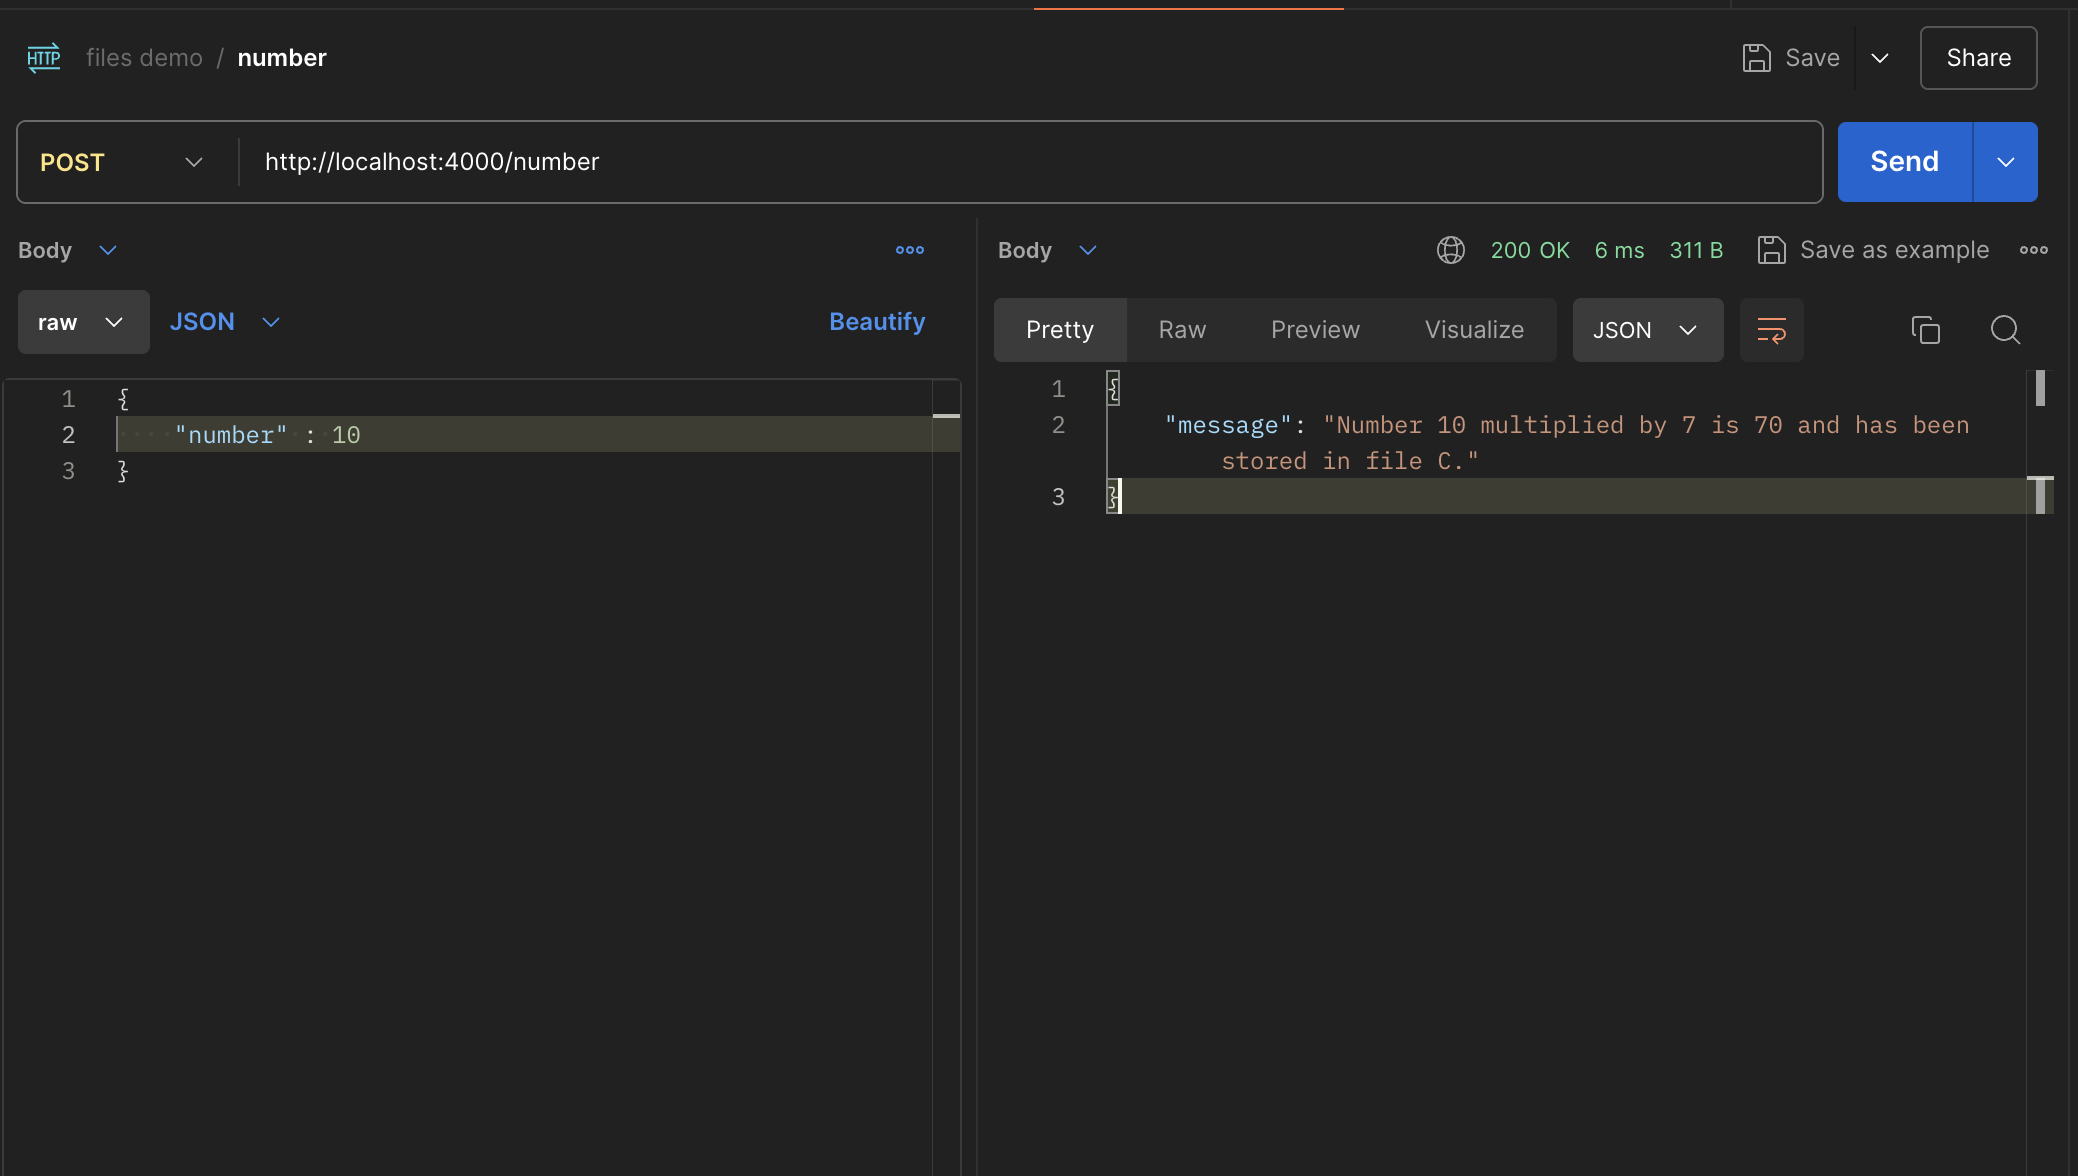 HTTP files demo / number Save Share
POST http://localhost:4000/number Send
Body
raw JSON Beautify
1 {
2 "number" : 10
3 }
Body 200 OK 6 ms 311 B Save as example
Pretty Raw Preview Visualize JSON
1 {
2 "message": "Number 10 multiplied by 7 is 70 and has been
stored in file C."
3 }